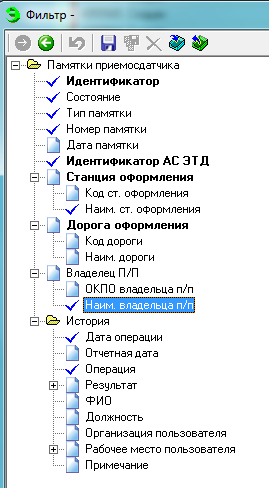 Фильтр -
Памятки приемосдатчика
Идентификатор
Состояние
Тип памятки
Номер памятки
Дата памятки
Идентификатор АС ЭТД
Станция оформления
Код ст. оформления
Наим. ст. оформления
Дорога оформления
Код дороги
Наим. дороги
Владелец П/П
ОКПО владельца п/п
Наим. владельца п/п
История
Дата операции
Отчетная дата
Операция
Результат
ФИО
Должность
Организация пользователя
Рабочее место пользователя
Примечание